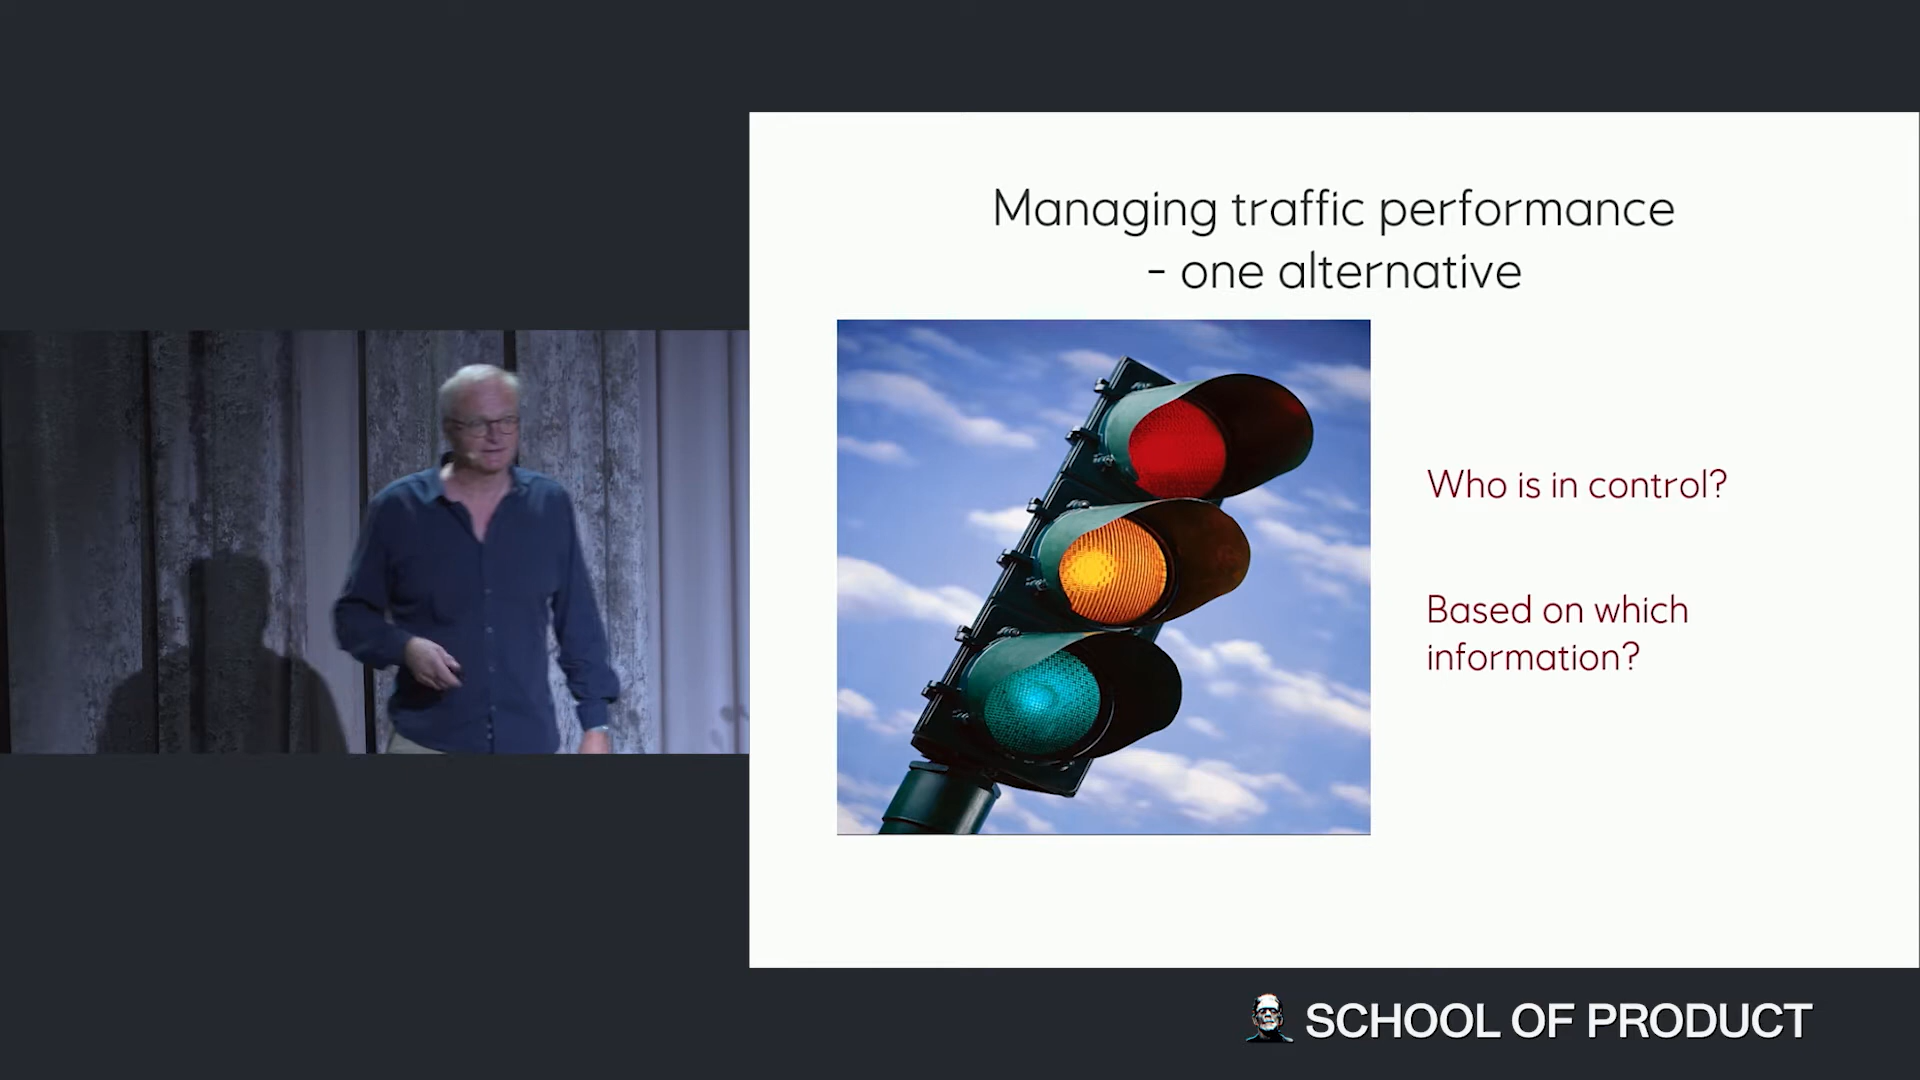 Managing traffic performance
- one alternative
Who is in control?
Based on which
information?
SCHOOL OF PRODUCT